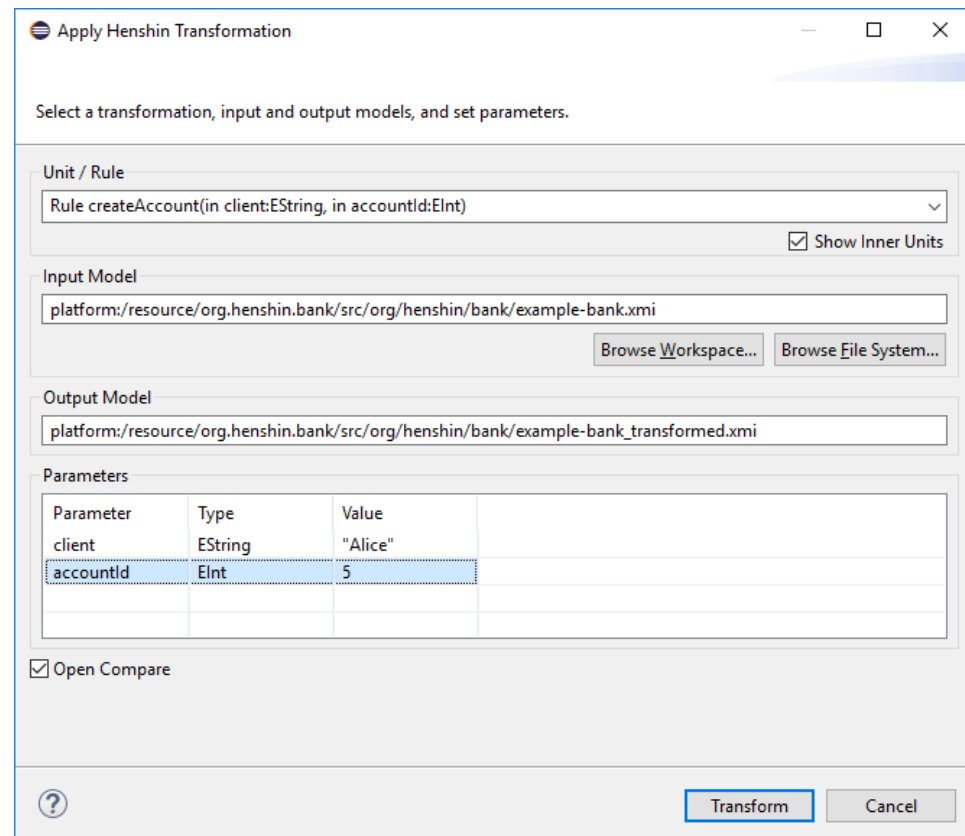 Apply Henshin Transformation
Select a transformation, input and output models, and set parameters.
Unit / Rule
Rule createAccount(in client:EString, in accountId:EInt)
Show Inner Units
Input Model
platform:/resource/org.henshin.bank/src/org/henshin/bank/example-bank.xmi
Browse Workspace... Browse File System...
Output Model
platform:/resource/org.henshin.bank/src/org/henshin/bank/example-bank_transformed.xmi
Parameters
Parameter Type Value
client EString "Alice"
accountId EInt 5
Open Compare
? Transform Cancel